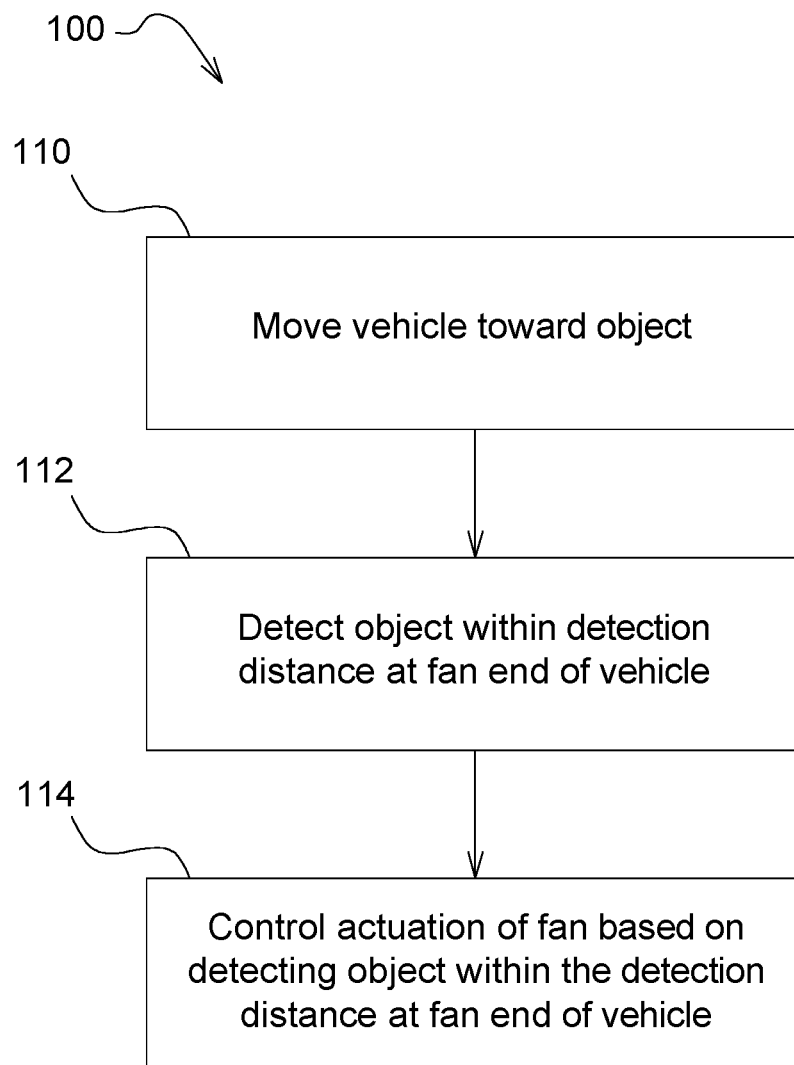 100
110
Move vehicle toward object
112
Detect object within detection
distance at fan end of vehicle
114
Control actuation of fan based on
detecting object within the detection
distance at fan end of vehicle